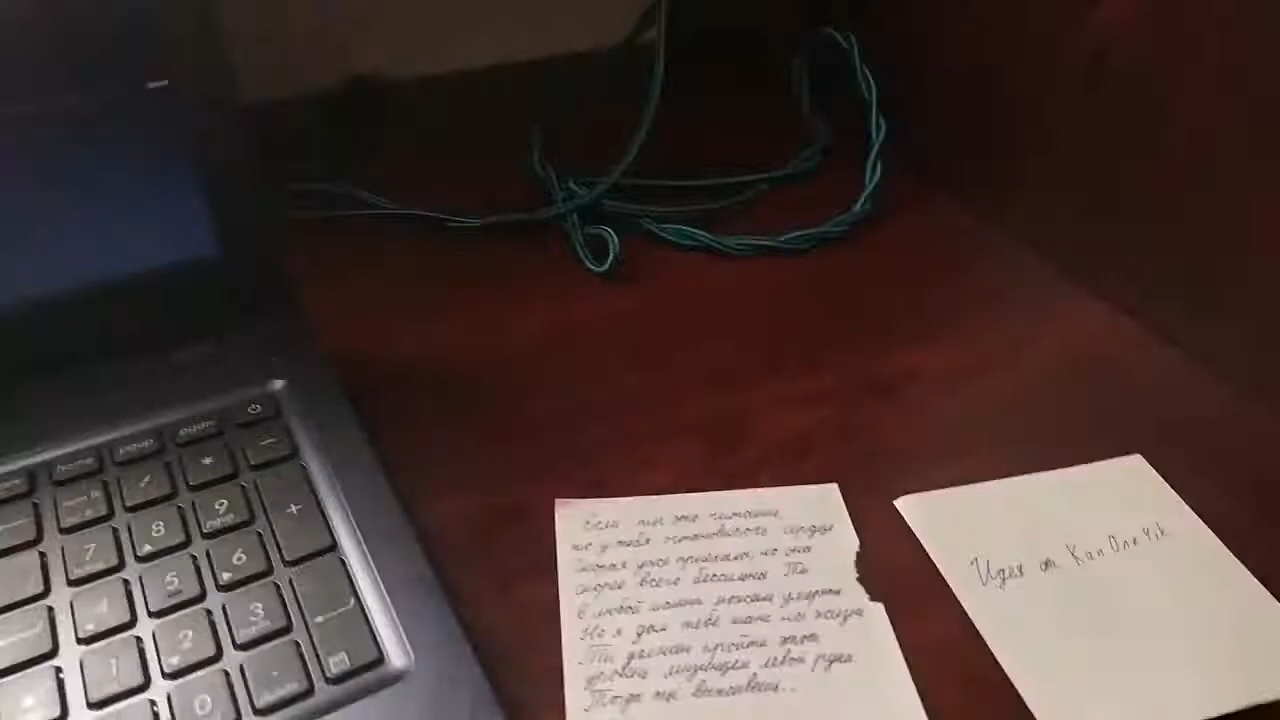 Если ты это читаешь,
то у тебя остановилось сердце
скорая уже приехала, но они
скорее всего бессильны. Ты
в любой момент можешь умереть
Но я дам тебе шанс на жизнь
Ты должен пройти этот
уровень мизинцем левой руки.
Тогда ты выживешь...
Идея от
home
pgup
pgdn
7
8
9
+
4
5
6
1
2
3
0
*
-